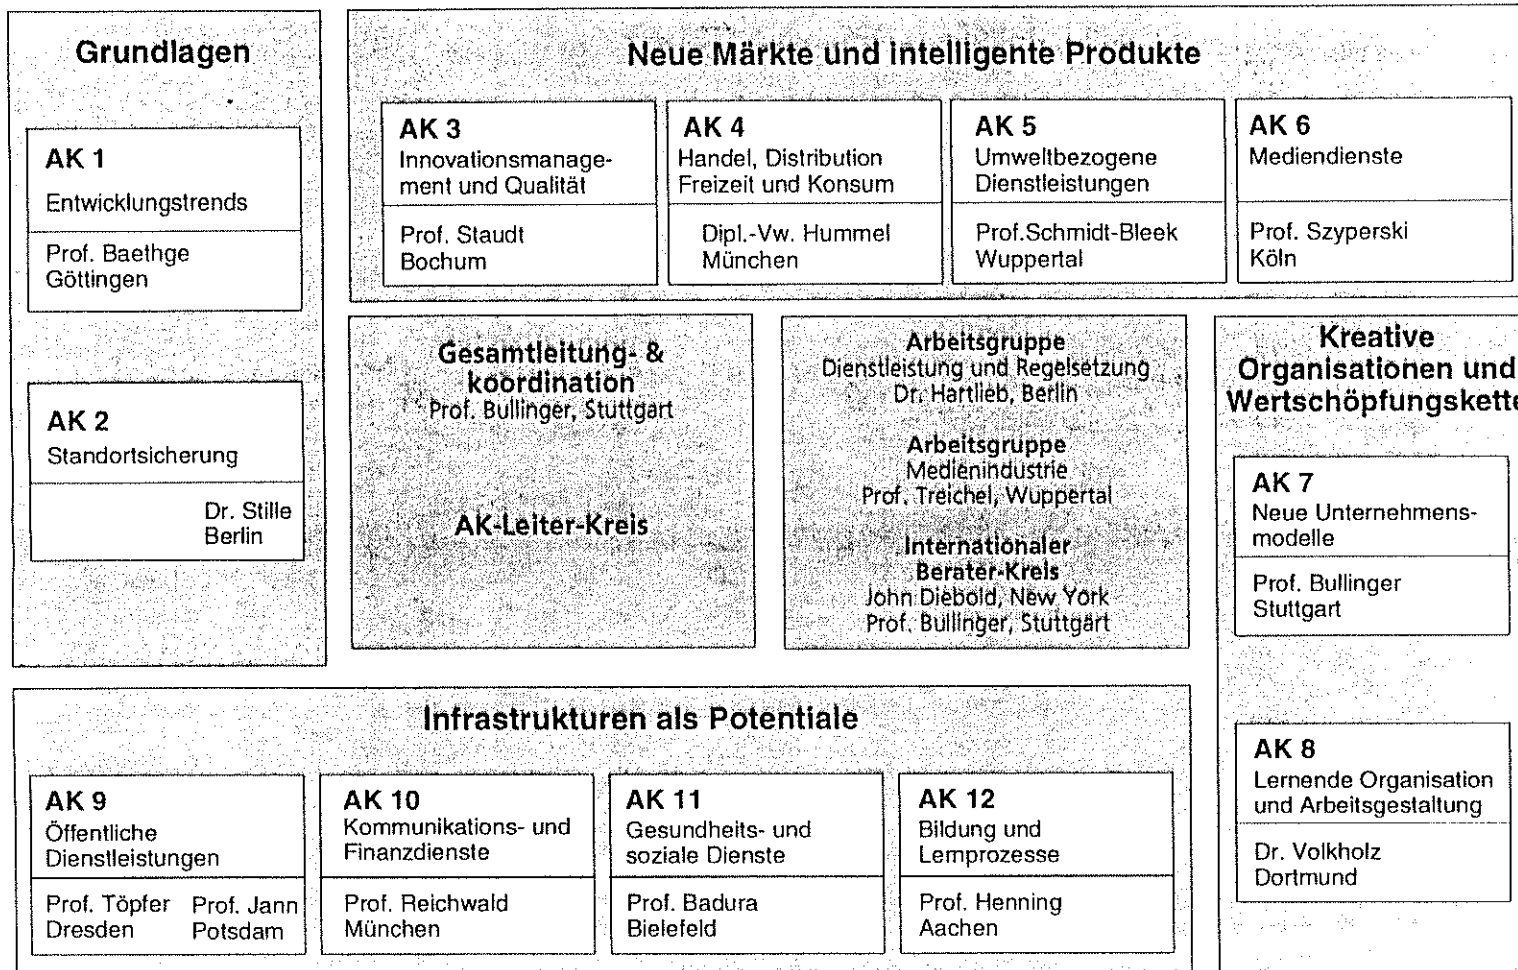 Grundlagen
AK 1
Entwicklungstrends
Prof. Baethge
Göttingen
AK 2
Standortsicherung
Dr. Stille
Berlin
Neue Märkte und intelligente Produkte
AK 3
Innovationsmanage-
ment und Qualität
Prof. Staudt
Bochum
AK 4
Handel, Distribution
Freizeit und Konsum
Dipl.-Vw. Hummel
München
AK 5
Umweltbezogene
Dienstleistungen
Prof.Schmidt-Bleek
Wuppertal
AK 6
Mediendienste
Prof. Szyperski
Köln
Gesamtleitung- &
koordination
Prof. Bullinger, Stuttgart
AK-Leiter-Kreis
Arbeitsgruppe
Dienstleistung und Regelsetzung
Dr. Hartlieb, Berlin
Arbeitsgruppe
Medienindustrie
Prof. Treichel, Wuppertal
Internationaler
Berater-Kreis
John Diebold, New York
Prof. Bullinger, Stuttgart
Kreative
Organisationen und
Wertschöpfungskette
AK 7
Neue Unternehmens-
modelle
Prof. Bullinger
Stuttgart
AK 8
Lernende Organisation
und Arbeitsgestaltung
Dr. Volkholz
Dortmund
Infrastrukturen als Potentiale
AK 9
Öffentliche
Dienstleistungen
Prof. Töpfer Prof. Jann
Dresden Potsdam
AK 10
Kommunikations- und
Finanzdienste
Prof. Reichwald
München
AK 11
Gesundheits- und
soziale Dienste
Prof. Badura
Bielefeld
AK 12
Bildung und
Lernprozesse
Prof. Henning
Aachen